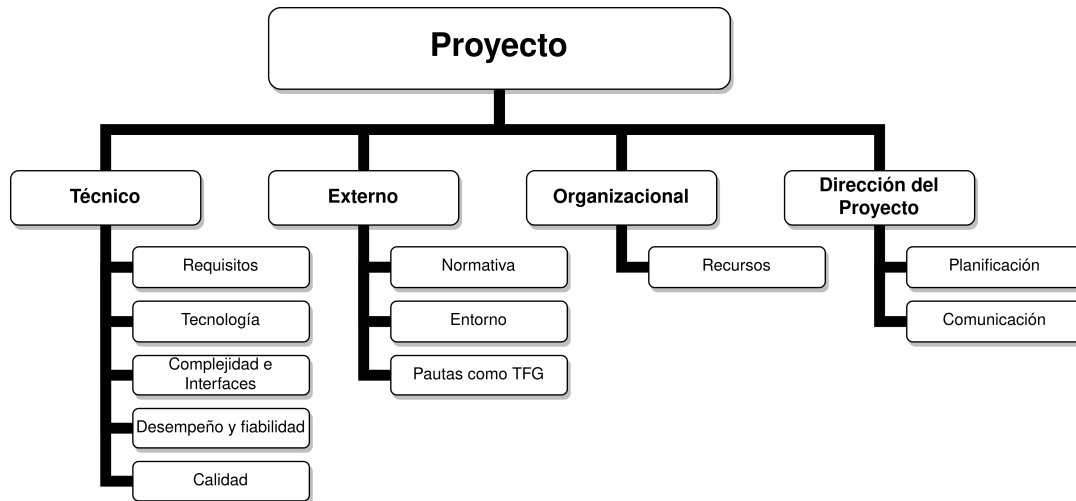 Proyecto
Técnico
Externo
Organizacional
Dirección del
Proyecto
Requisitos
Tecnología
Complejidad e
Interfaces
Desempeño y fiabilidad
Calidad
Normativa
Entorno
Pautas como TFG
Recursos
Planificación
Comunicación